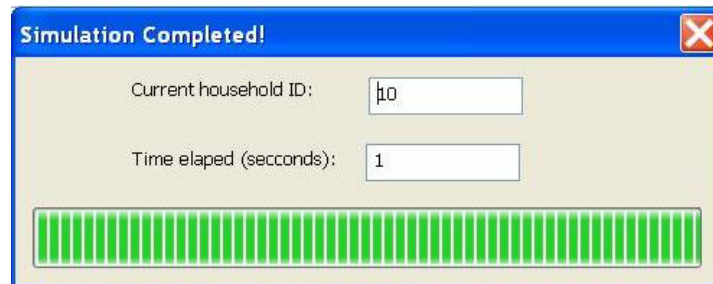 Simulation Completed!
Current household ID: 10
Time elaped (secconds): 1